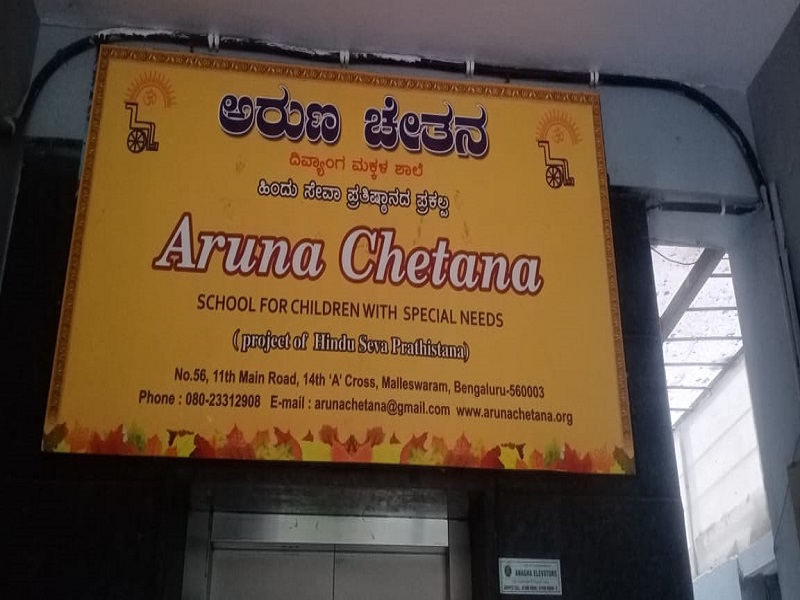 ಅರುಣ ಚೇತನ
ದಿವ್ಯಾಂಗ ಮಕ್ಕಳ ಶಾಲೆ
ಹಿಂದು ಸೇವಾ ಪ್ರತಿಷ್ಠಾನದ ಪ್ರಕಲ್ಪ
Aruna Chetana
SCHOOL FOR CHILDREN WITH SPECIAL NEEDS
( project of Hindu Seva Prathistana)
No.56, 11th Main Road, 14th 'A' Cross, Malleswaram, Bengaluru-560003
Phone : 080-23312908 E-mail : arunachetana@gmail.com www.arunachetana.org
ANAGHA ELEVATORS